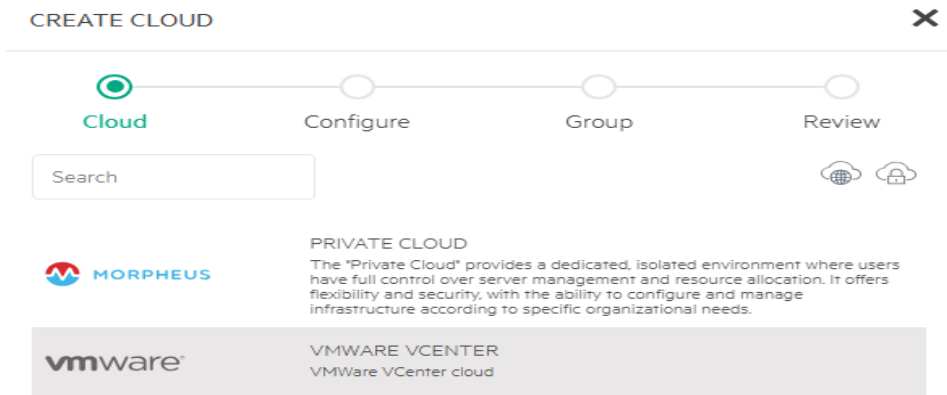 CREATE CLOUD
Cloud
Configure
Group
Review
Search
MORPHEUS
PRIVATE CLOUD
The "Private Cloud" provides a dedicated, isolated environment where users
have full control over server management and resource allocation. It offers
flexibility and security, with the ability to configure and manage
infrastructure according to specific organizational needs.
vmware®
VMWARE VCENTER
VMWare VCenter cloud